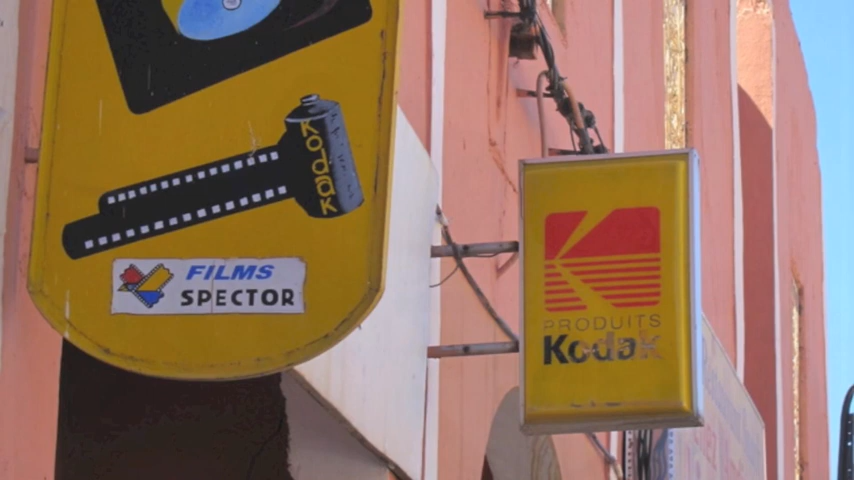 KODAK
FILMS
SPECTOR
PRODUITS
Kodak